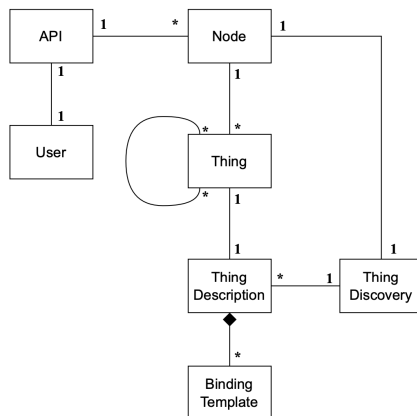 API
1
*
Node
1
1
1
1
User
*
*
Thing
*
1
1
1
Thing
Description
*
1
Thing
Discovery
*
Binding
Template